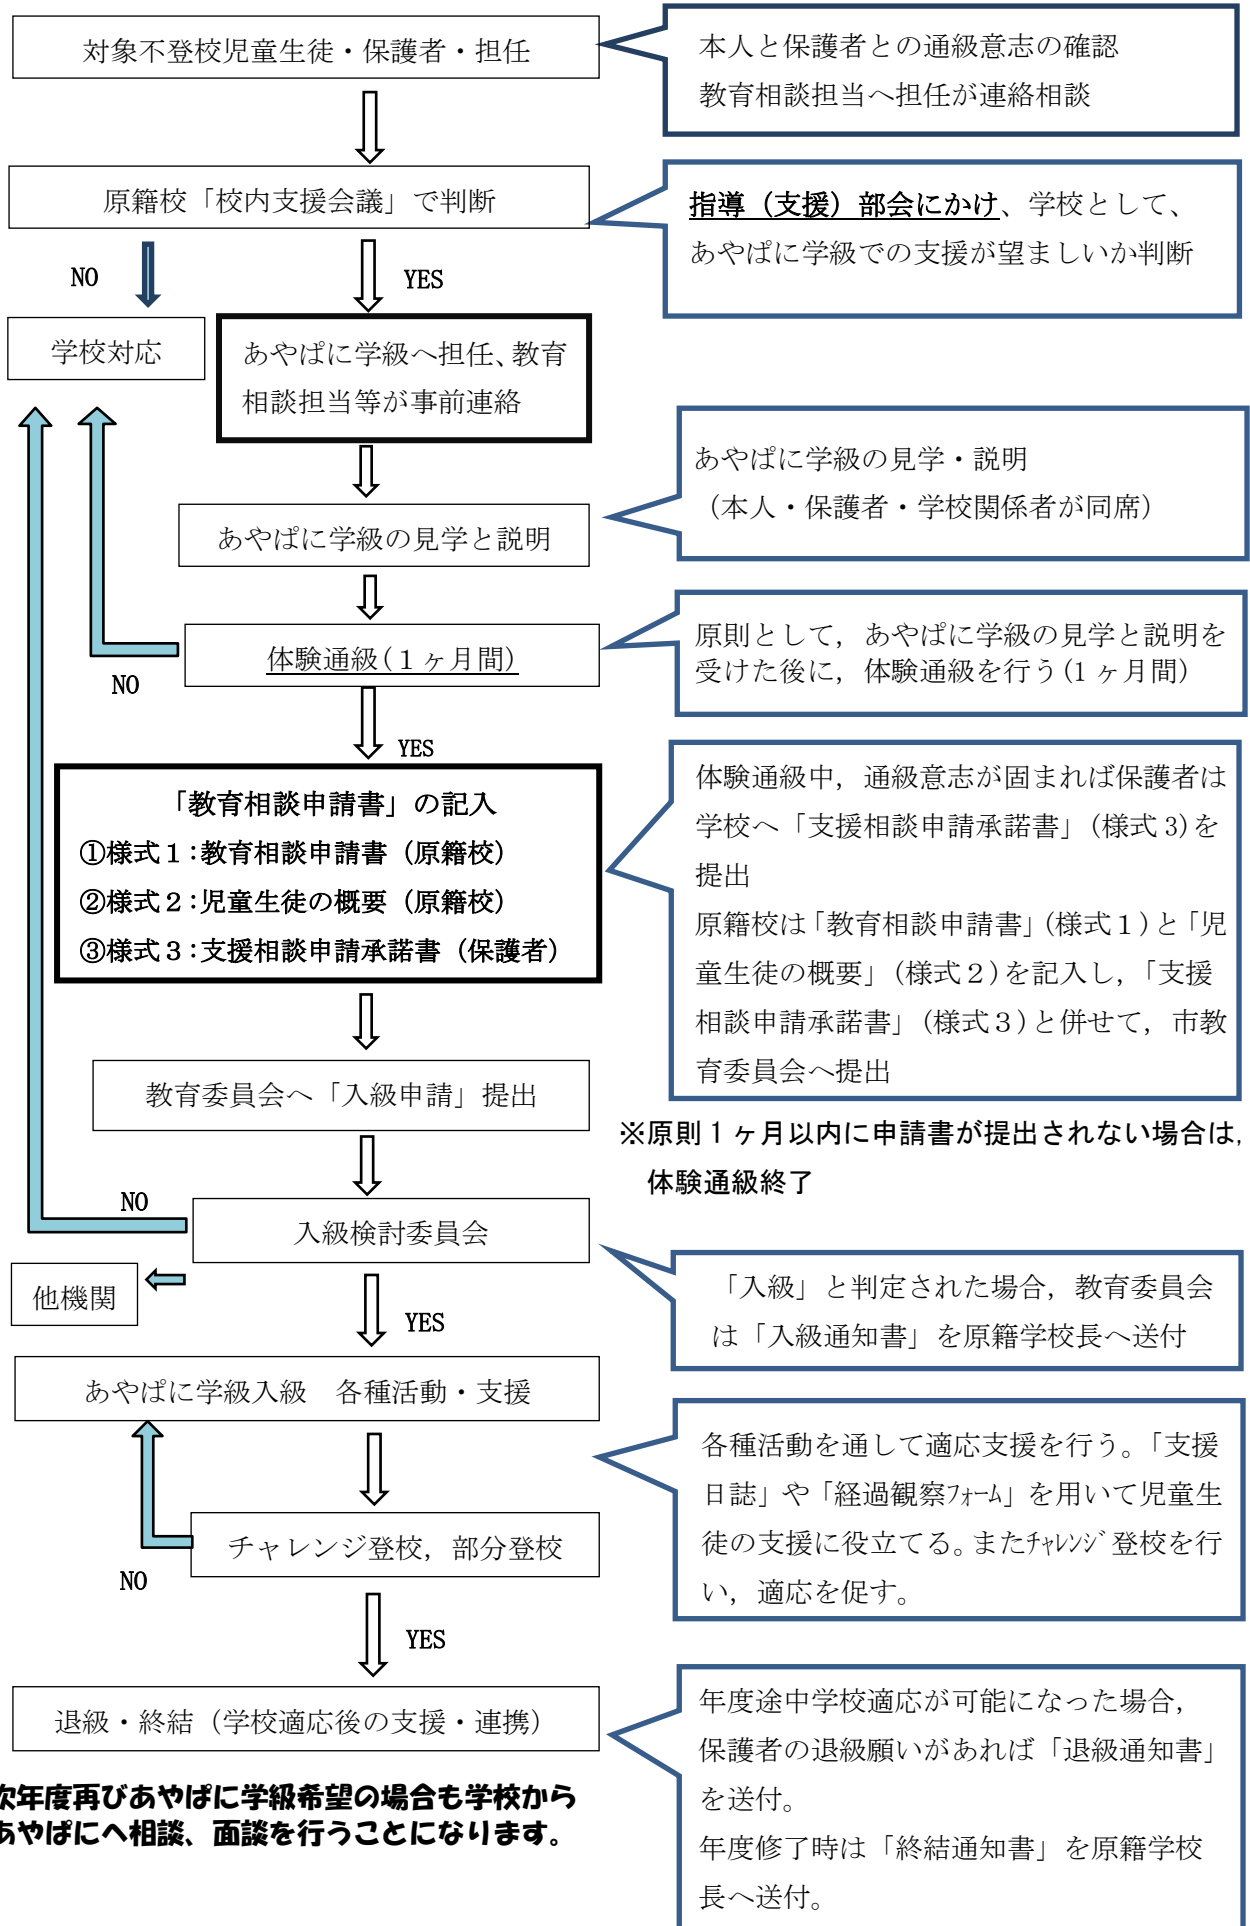 対象不登校児童生徒・保護者・担任
本人と保護者との通級意志の確認
教育相談担当へ担任が連絡相談
原籍校「校内支援会議」で判断
指導（支援）部会にかけ、学校として、
あやぱに学級での支援が望ましいか判断
NO
YES
学校対応
あやぱに学級へ担任、教育
相談担当等が事前連絡
あやぱに学級の見学・説明
（本人・保護者・学校関係者が同席）
あやぱに学級の見学と説明
体験通級（１ヶ月間）
原則として，あやぱに学級の見学と説明を
受けた後に，体験通級を行う（1 ヶ月間）
NO
YES
「教育相談申請書」の記入
①様式１：教育相談申請書（原籍校）
②様式２：児童生徒の概要（原籍校）
③様式３：支援相談申請承諾書（保護者）
体験通級中，通級意志が固まれば保護者は
学校へ「支援相談申請承諾書」（様式 3）を
提出
原籍校は「教育相談申請書」（様式１）と「児
童生徒の概要」（様式２）を記入し，「支援
相談申請承諾書」（様式３）と併せて，市教
育委員会へ提出
教育委員会へ「入級申請」提出
※原則１ヶ月以内に申請書が提出されない場合は，
体験通級終了
NO
入級検討委員会
他機関
YES
「入級」と判定された場合，教育委員会
は「入級通知書」を原籍学校長へ送付
あやぱに学級入級　各種活動・支援
各種活動を通して適応支援を行う。「支援
日誌」や「経過観察ﾌｫｰﾑ」を用いて児童生
徒の支援に役立てる。またﾁｬﾚﾝｼﾞ登校を行
い，適応を促す。
チャレンジ登校，部分登校
NO
YES
退級・終結（学校適応後の支援・連携）
年度途中学校適応が可能になった場合，
保護者の退級願いがあれば「退級通知書」
を送付。
年度修了時は「終結通知書」を原籍学校
長へ送付。
次年度再びあやぱに学級希望の場合も学校から
あやぱにへ相談、面談を行うことになります。